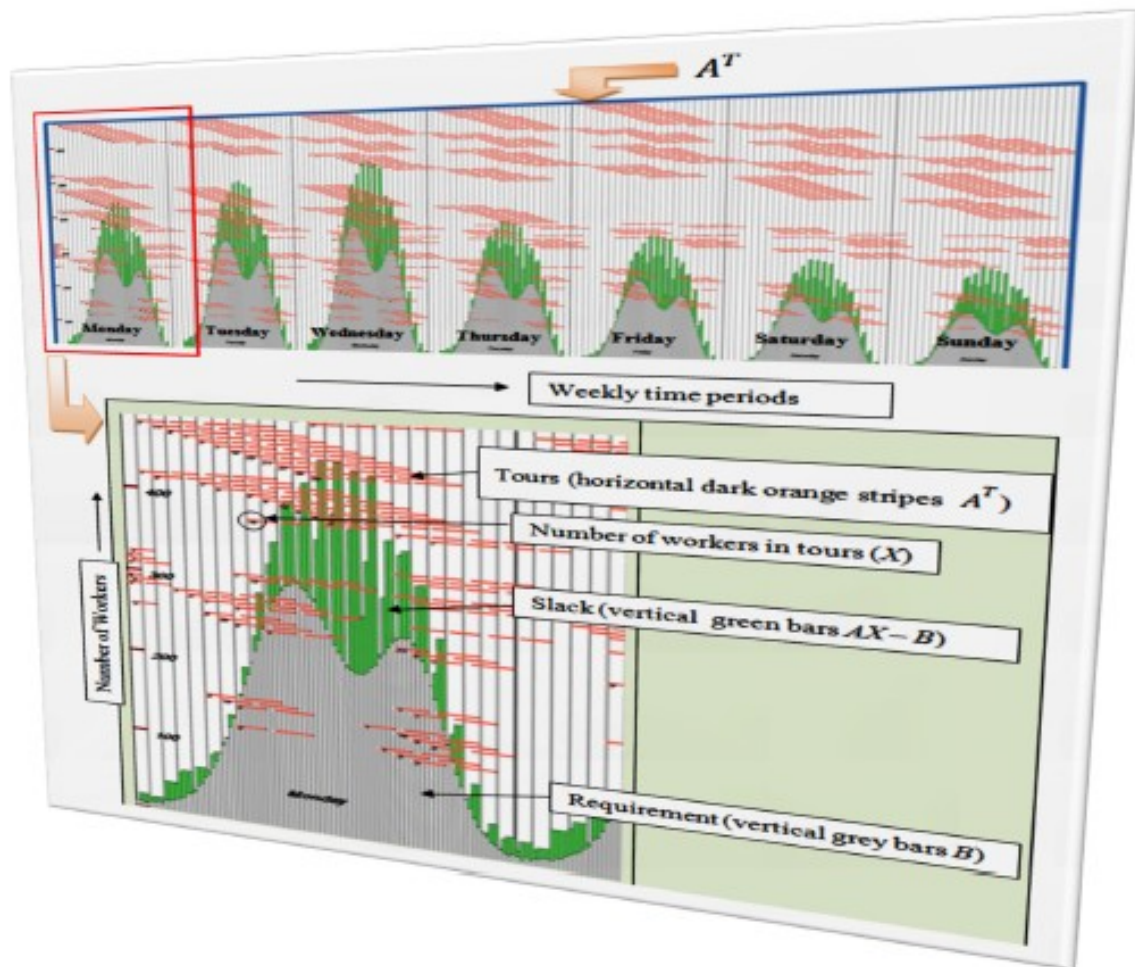 A^T
Monday Tuesday Wednesday Thursday Friday Saturday Sunday
Weekly time periods
Tours (horizontal dark orange stripes A^T)
400
Number of workers in tours (X)
300
Slack (vertical green bars AX – B)
Number of Workers
200
100
Monday
Requirement (vertical grey bars B)